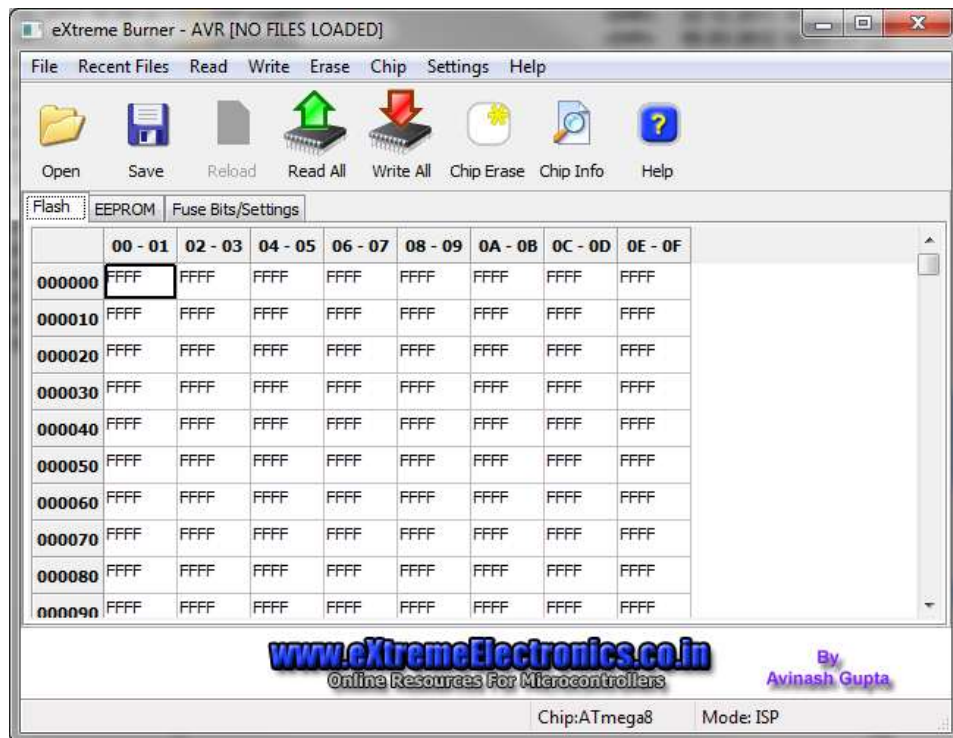 eXtreme Burner - AVR [NO FILES LOADED]
File Recent Files Read Write Erase Chip Settings Help
Open Save Reload Read All Write All Chip Erase Chip Info Help
Flash EEPROM Fuse Bits/Settings
00 - 01 02 - 03 04 - 05 06 - 07 08 - 09 0A - 0B 0C - 0D 0E - 0F
000000 FFFF FFFF FFFF FFFF FFFF FFFF FFFF FFFF
000010 FFFF FFFF FFFF FFFF FFFF FFFF FFFF FFFF
000020 FFFF FFFF FFFF FFFF FFFF FFFF FFFF FFFF
000030 FFFF FFFF FFFF FFFF FFFF FFFF FFFF FFFF
000040 FFFF FFFF FFFF FFFF FFFF FFFF FFFF FFFF
000050 FFFF FFFF FFFF FFFF FFFF FFFF FFFF FFFF
000060 FFFF FFFF FFFF FFFF FFFF FFFF FFFF FFFF
000070 FFFF FFFF FFFF FFFF FFFF FFFF FFFF FFFF
000080 FFFF FFFF FFFF FFFF FFFF FFFF FFFF FFFF
000090 FFFF FFFF FFFF FFFF FFFF FFFF FFFF FFFF
www.eXtremeElectronics.co.in
Online Resources For Microcontrollers
By
Avinash Gupta
Chip:ATmega8 Mode: ISP